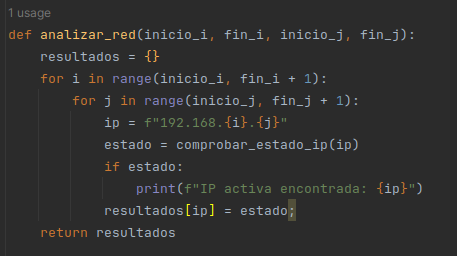 1 usage
def analizar_red(inicio_i, fin_i, inicio_j, fin_j):
    resultados = {}
    for i in range(inicio_i, fin_i + 1):
        for j in range(inicio_j, fin_j + 1):
            ip = f"192.168.{i}.{j}"
            estado = comprobar_estado_ip(ip)
            if estado:
                print(f"IP activa encontrada: {ip}")
            resultados[ip] = estado;
    return resultados